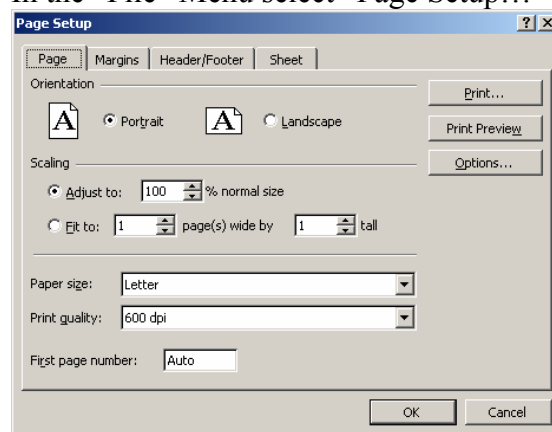 In the "File" Menu select "Page Setup…"
Page Setup
Page Margins Header/Footer Sheet
Orientation
Print...
A Portrait A Landscape
Print Preview
Scaling
Options...
Adjust to: 100 % normal size
Fit to: 1 page(s) wide by 1 tall
Paper size: Letter
Print quality: 600 dpi
First page number: Auto
OK Cancel